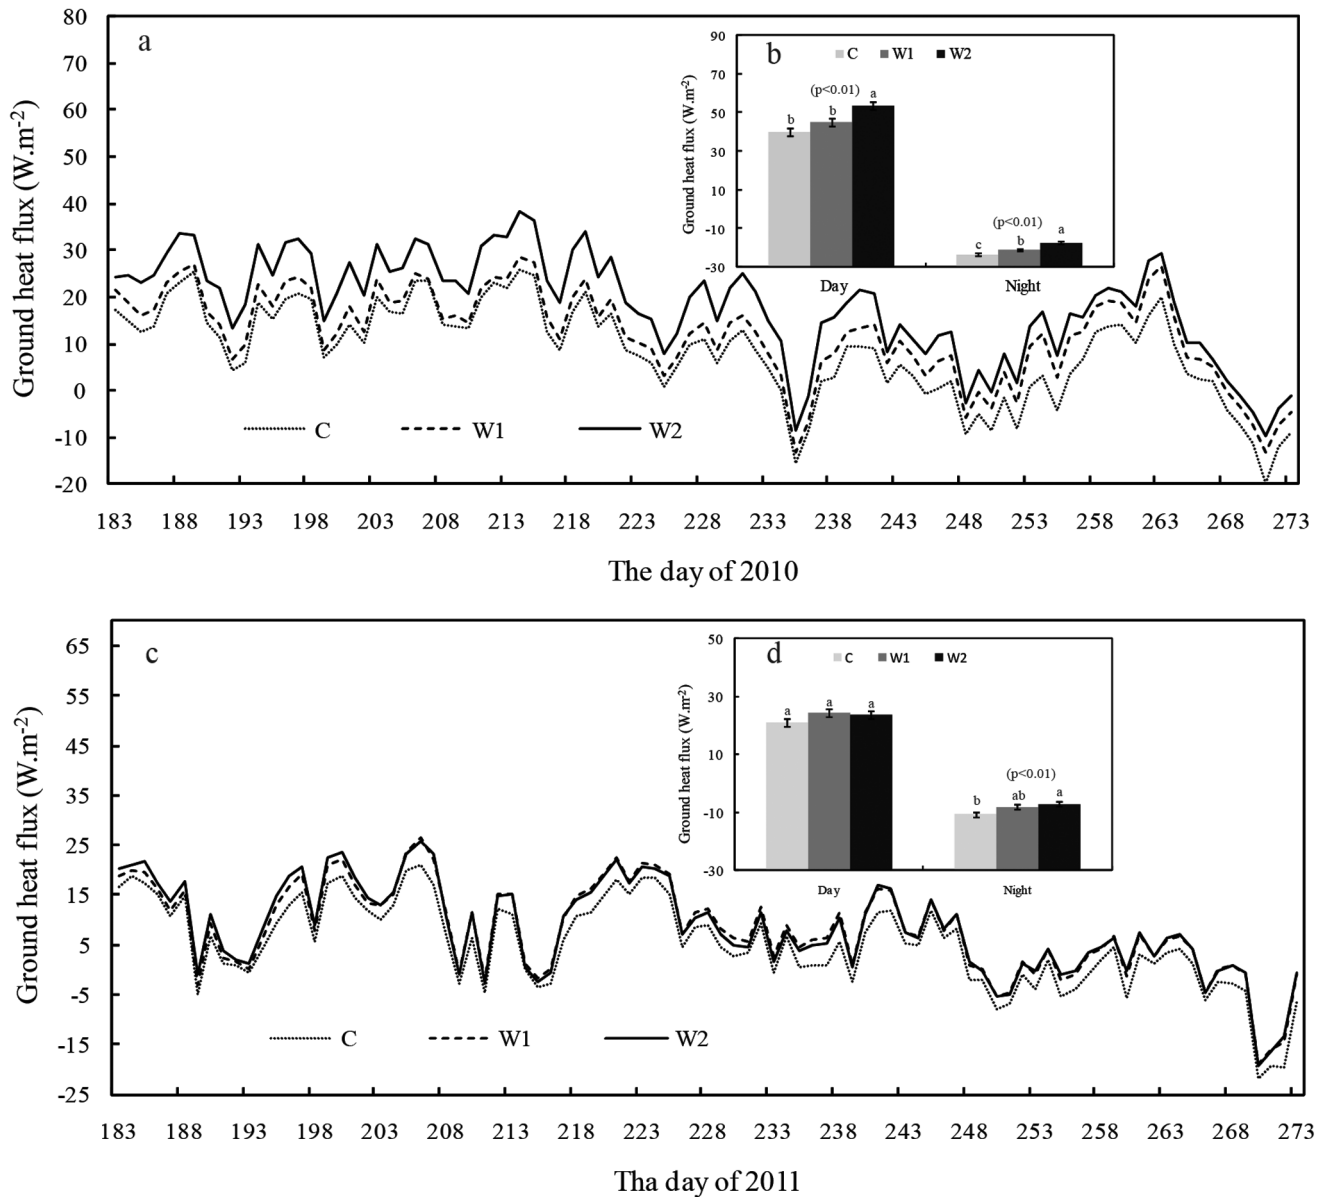 a
80
70
60
50
40
30
20
10
0
-10
-20
Ground heat flux (W.m-2)
C W1 W2
183 188 193 198 203 208 213 218 223 228 233 238 243 248 253 258 263 268 273
The day of 2010
b
C W1 W2
90
70
50
30
10
-10
-30
Ground heat flux (W.m-2)
(p<0.01)
b b a
(p<0.01)
c b a
Day Night
c
65
55
45
35
25
15
5
-5
-15
-25
Ground heat flux (W.m-2)
C W1 W2
183 188 193 198 203 208 213 218 223 228 233 238 243 248 253 258 263 268 273
Tha day of 2011
d
C W1 W2
50
30
10
-10
-30
Ground heat flux (W.m-2)
a a a
(p<0.01)
b ab a
Day Night